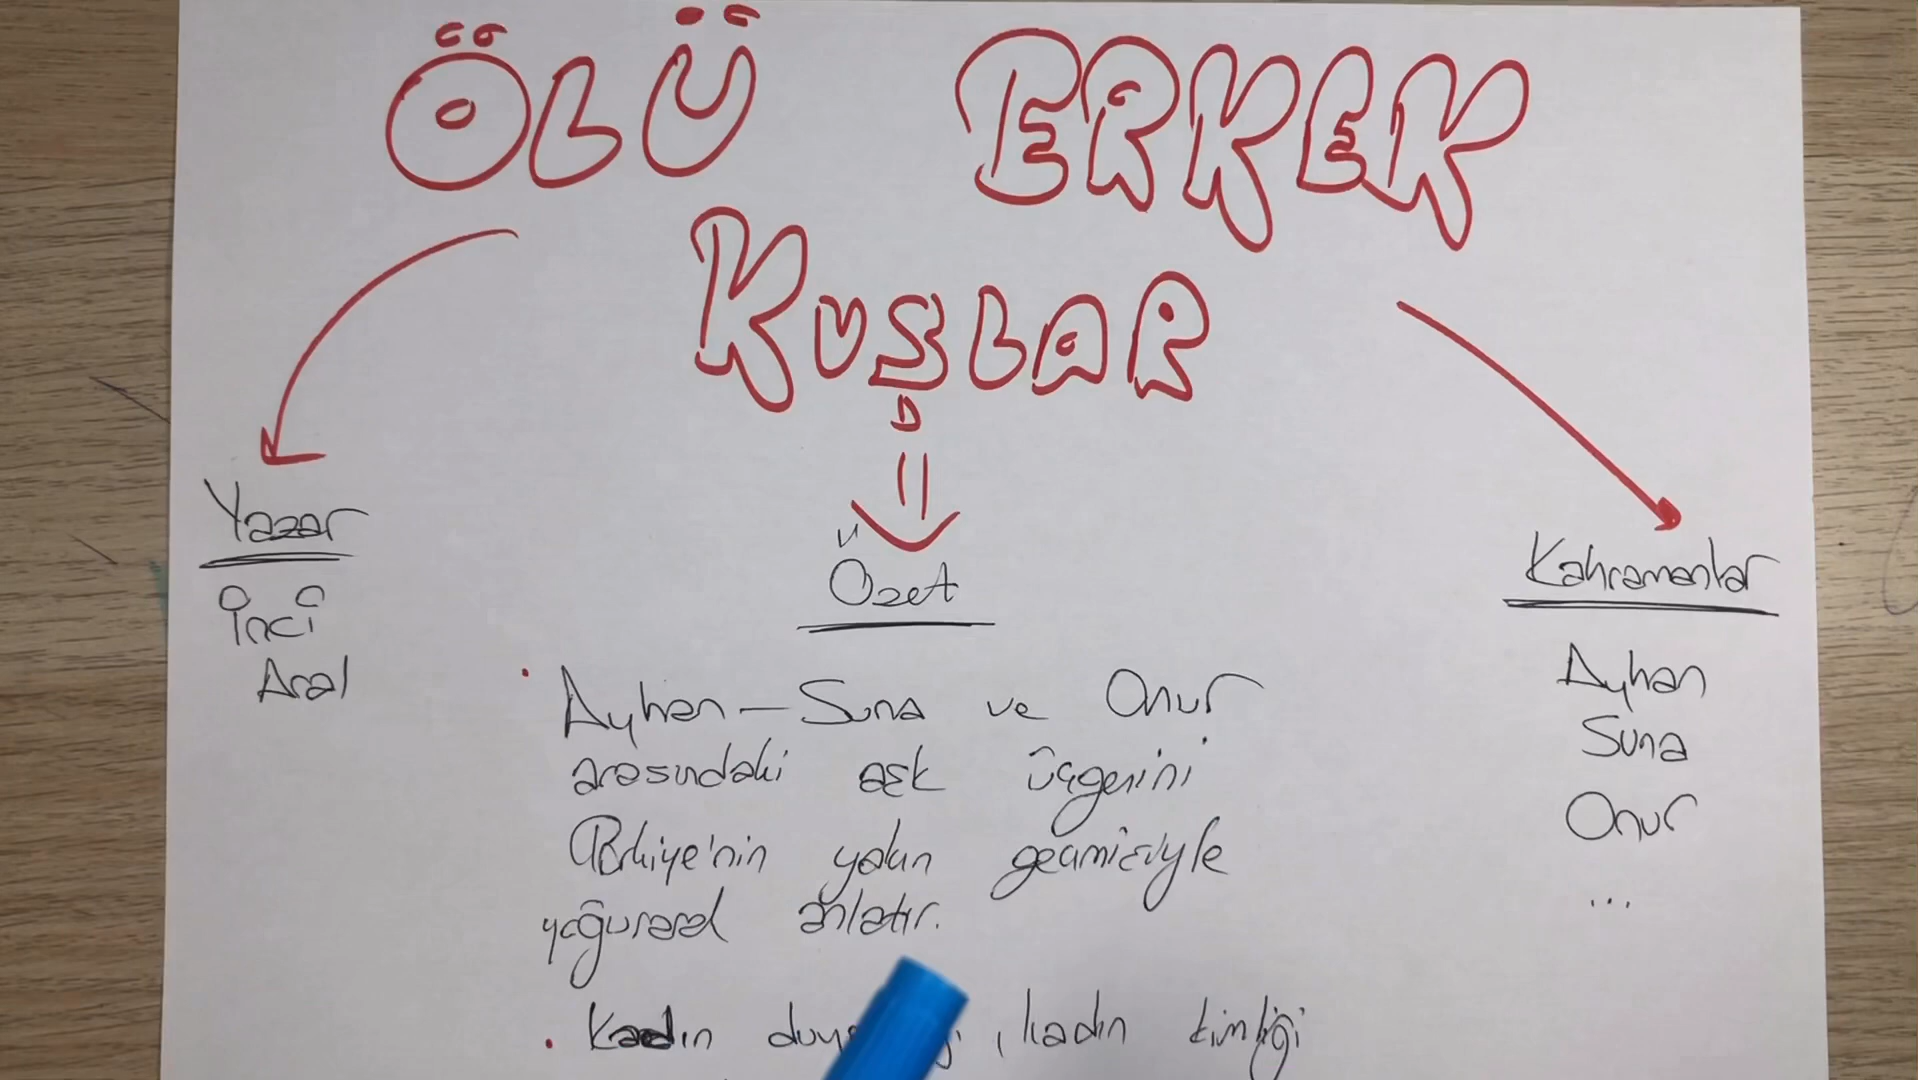 ÖLÜ ERKEK
KUŞLAR
Yazar
İnci
Aral
Özet
• Ayhan - Suna ve Onur
arasındaki aşk üçgenini
Türkiye'nin yakın geçmişiyle
yoğurarak anlatır.
• Kadın , kadın kimliği
Kahramanlar
Ayhan
Suna
Onur
...